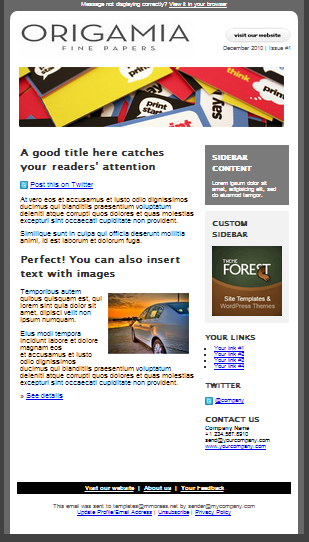 Message not displaying correctly? View it in your browser
ORIGAMIA
FINE PAPERS
visit our website
December 2010 | Issue #1
print
think
say
print
start
A good title here catches
your readers' attention
Post this on Twitter
At vero eos et accusamus et iusto odio dignissimos
ducimus qui blanditiis praesentium voluptatum
deleniti atque corrupti quos dolores et quas molestias
excepturi sint occaecati cupiditate non provident.
Similique sunt in culpa qui officia deserunt mollitia
animi, id est laborum et dolorum fuga.
Perfect! You can also insert
text with images
Temporibus autem
quibus quisquam est, qui
lorem sint quia dolor sit
amet, dipisci velit non
ipsum numquam.
Eius modi tempora
incidunt labore et dolore
magnam eos
et accusamus et iusto
odio dignissimos
ducimus qui blanditiis praesentium voluptatum
deleniti atque corrupti quos dolores et quas molestias
excepturi sint occaecati cupiditate non provident.
» See details
SIDEBAR
CONTENT
Lorem ipsum dolor sit
amet, adipiscing elit, sed
do eiusmod tempor.
CUSTOM
SIDEBAR
THEME
FOREST
Site Templates &
WordPress Themes
YOUR LINKS
Your link #1
Your link #2
Your link #3
Your link #4
TWITTER
@company
CONTACT US
Company Name
+1 234.567.8910
send@yourcompany.com
www.yourcompany.com
Visit our website | About us | Your Feedback
This email was sent to templates@mmorses.net by sender@mycompany.com
Update Profile/Email Address | Unsubscribe | Privacy Policy